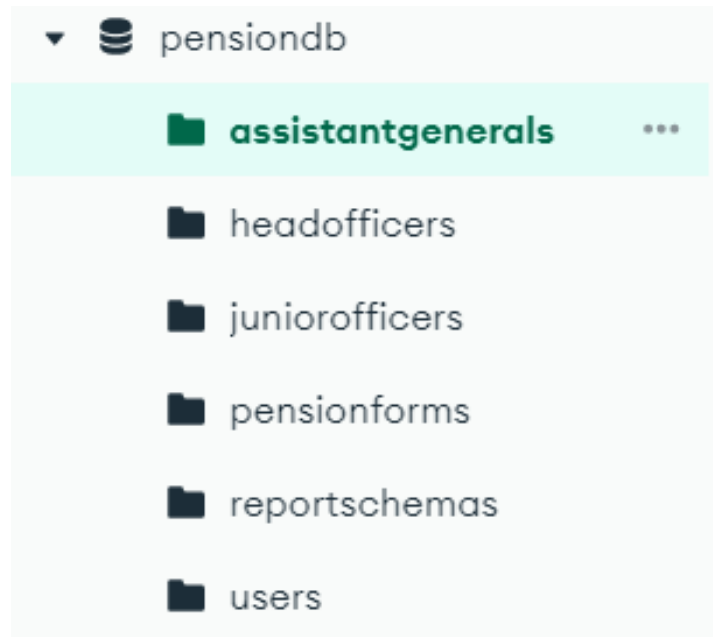 pensiondb
assistantgenerals
headofficers
juniorofficers
pensionforms
reportschemas
users